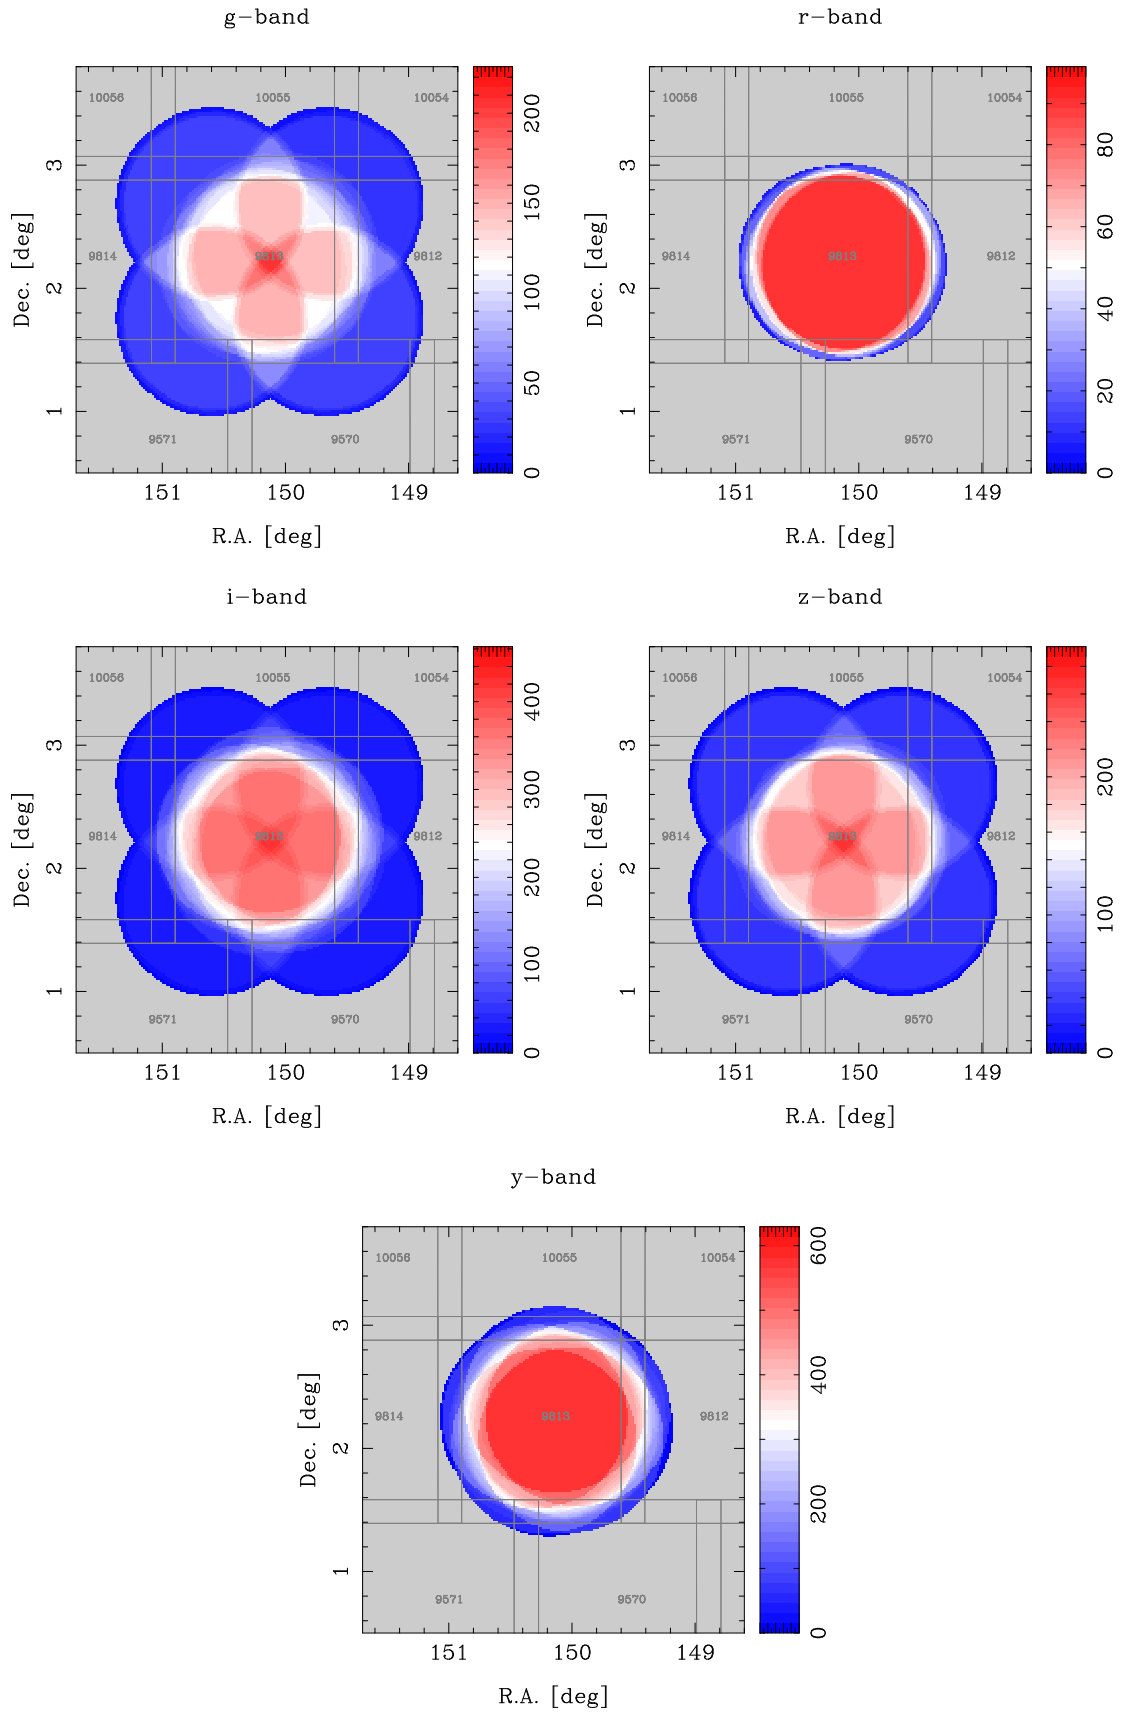 g-band
r-band
10056 10055 10054
9814 9813 9812
9571 9570
Dec. [deg]
1 2 3
151 150 149
R.A. [deg]
0 50 100 150 200
10056 10055 10054
9814 9813 9812
9571 9570
Dec. [deg]
1 2 3
151 150 149
R.A. [deg]
0 20 40 60 80
i-band
z-band
10056 10055 10054
9814 9813 9812
9571 9570
Dec. [deg]
1 2 3
151 150 149
R.A. [deg]
0 100 200 300 400
10056 10055 10054
9814 9813 9812
9571 9570
Dec. [deg]
1 2 3
151 150 149
R.A. [deg]
0 100 200
y-band
10056 10055 10054
9814 9813 9812
9571 9570
Dec. [deg]
1 2 3
151 150 149
R.A. [deg]
0 200 400 600